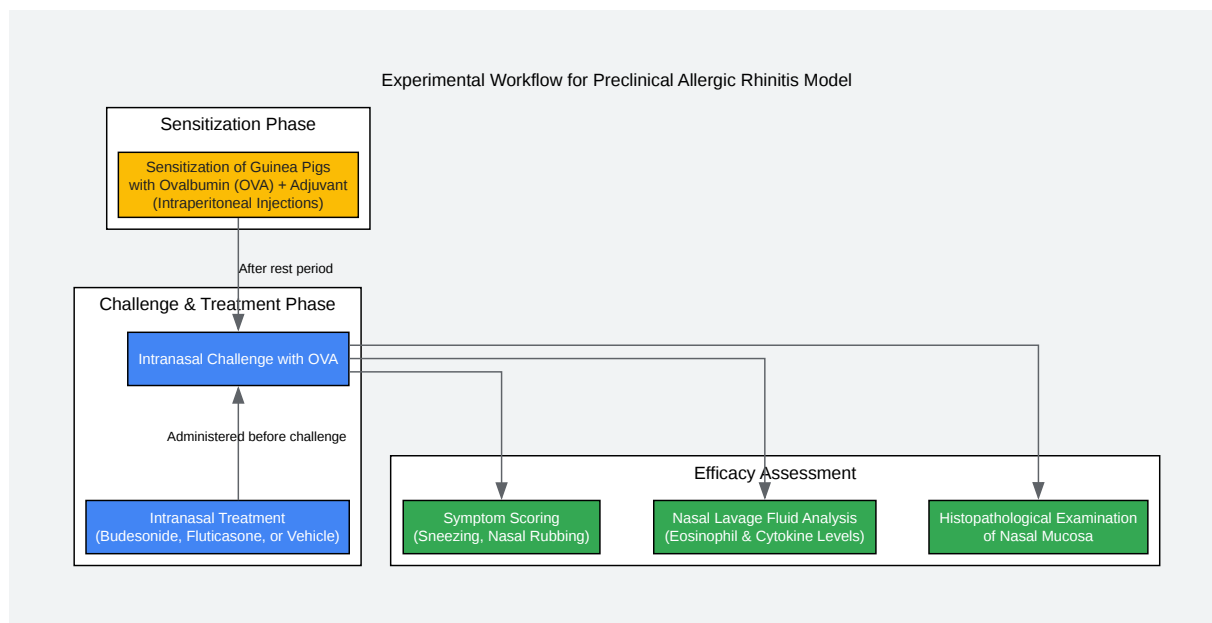 Experimental Workflow for Preclinical Allergic Rhinitis Model
Sensitization Phase
Sensitization of Guinea Pigs
with Ovalbumin (OVA) + Adjuvant
(Intraperitoneal Injections)
After rest period
Challenge & Treatment Phase
Intranasal Challenge with OVA
Administered before challenge
Intranasal Treatment
(Budesonide, Fluticasone, or Vehicle)
Efficacy Assessment
Symptom Scoring
(Sneezing, Nasal Rubbing)
Nasal Lavage Fluid Analysis
(Eosinophil & Cytokine Levels)
Histopathological Examination
of Nasal Mucosa